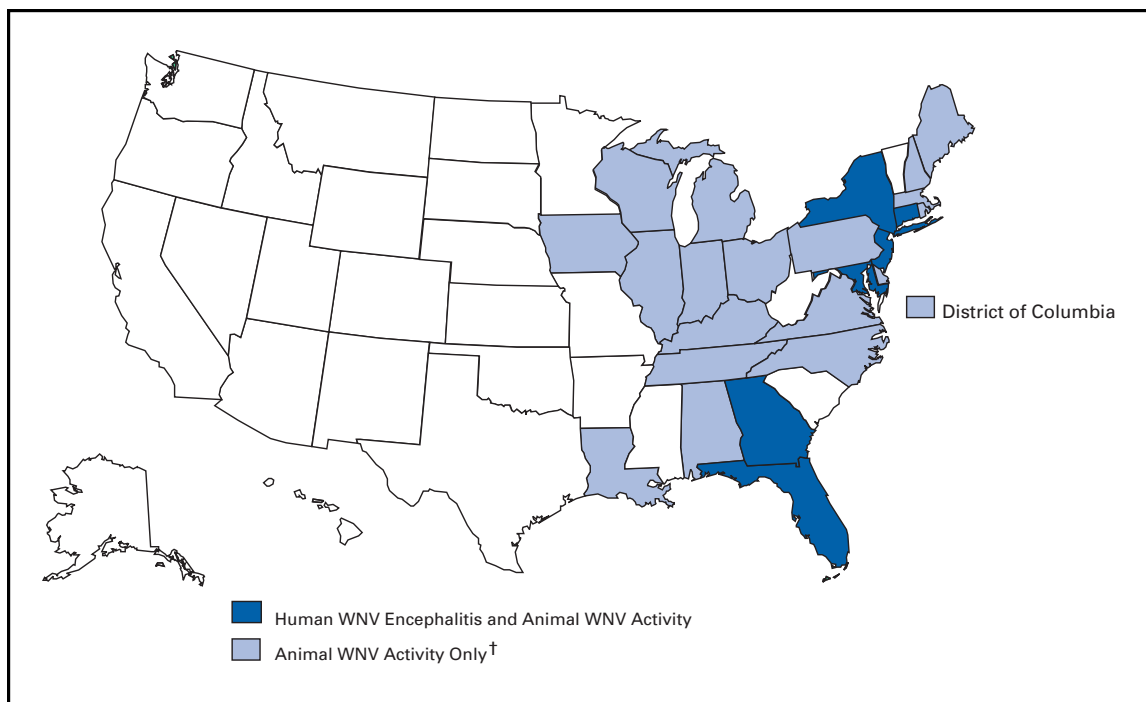 District of Columbia
Human WNV Encephalitis and Animal WNV Activity
Animal WNV Activity Only†